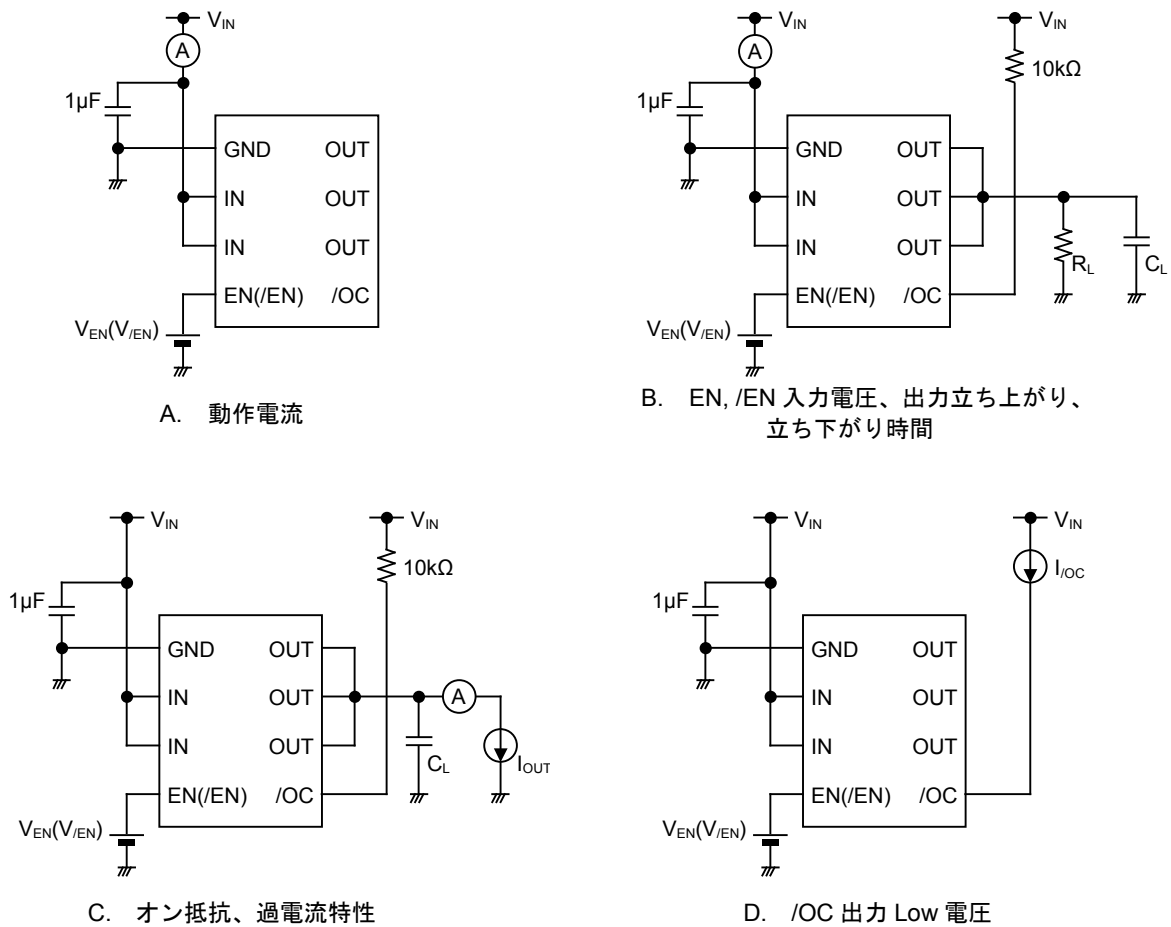 VIN
A
1µF
GND OUT
IN OUT
IN OUT
EN(/EN) /OC
VEN(V/EN)
A. 動作電流
VIN
A
1µF
VIN
10kΩ
GND OUT
IN OUT
IN OUT
EN(/EN) /OC
RL
CL
VEN(V/EN)
B. EN, /EN 入力電圧、出力立ち上がり、
立ち下がり時間
VIN
1µF
VIN
10kΩ
GND OUT
IN OUT
A
IN OUT
CL
IOUT
EN(/EN) /OC
VEN(V/EN)
C. オン抵抗、過電流特性
VIN
1µF
VIN
I/OC
GND OUT
IN OUT
IN OUT
EN(/EN) /OC
VEN(V/EN)
D. /OC 出力 Low 電圧